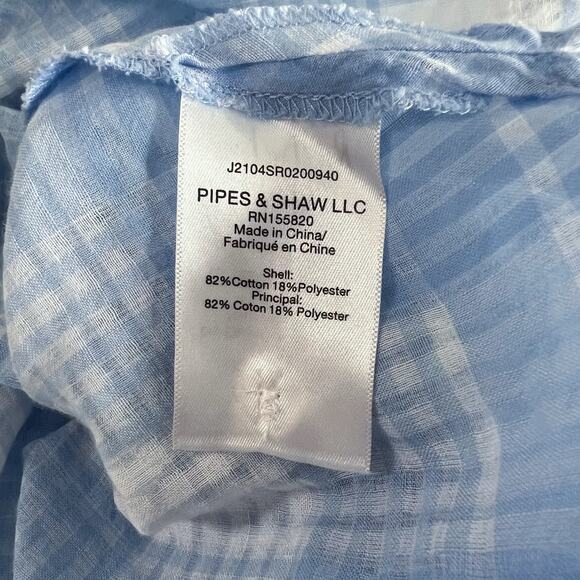 J2104SR0200940
PIPES & SHAW LLC
RN155820
Made in China/
Fabriqué en Chine
Shell:
82%Cotton 18%Polyester
Principal:
82% Coton 18% Polyester